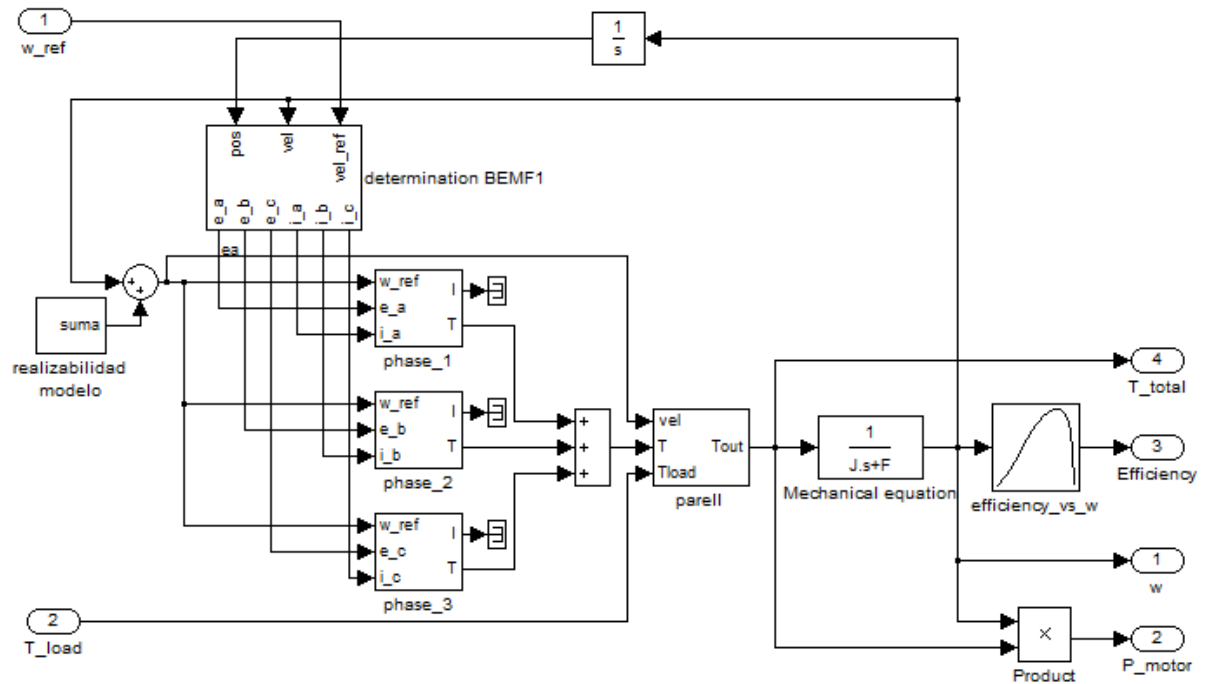 1
w_ref
1
s
pos
vel
vel_ref
determination BEMF1
e_a
e_b
e_c
i_a
i_b
i_c
ea
+
+
suma
realizabilidad
modelo
w_ref
e_a
i_a
I
T
phase_1
w_ref
e_b
i_b
I
T
phase_2
w_ref
e_c
i_c
I
T
phase_3
+
+
+
vel
T
Tload
Tout
parell
1
J.s+F
Mechanical equation
efficiency_vs_w
4
T_total
3
Efficiency
1
w
×
Product
2
P_motor
2
T_load